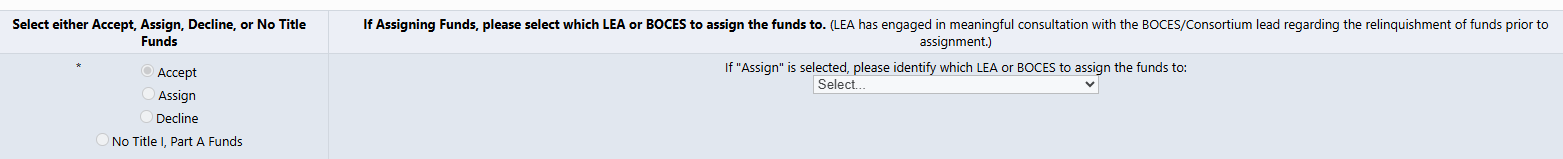 Select either Accept, Assign, Decline, or No Title
Funds
If Assigning Funds, please select which LEA or BOCES to assign the funds to. (LEA has engaged in meaningful consultation with the BOCES/Consortium lead regarding the relinquishment of funds prior to
assignment.)
*
Accept
Assign
Decline
No Title I, Part A Funds
If "Assign" is selected, please identify which LEA or BOCES to assign the funds to:
Select...